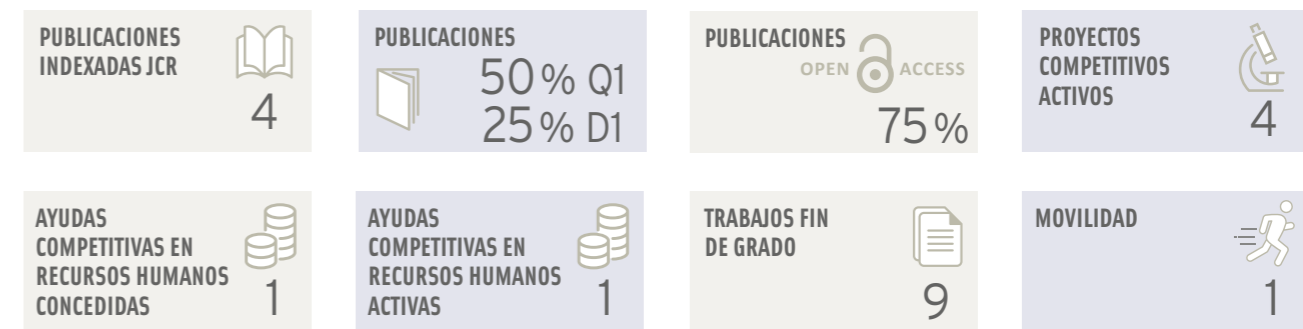 PUBLICACIONES
INDEXADAS JCR
4
PUBLICACIONES
50% Q1
25% D1
PUBLICACIONES
OPEN ACCESS
75%
PROYECTOS
COMPETITIVOS
ACTIVOS
4
AYUDAS
COMPETITIVAS EN
RECURSOS HUMANOS
CONCEDIDAS
1
AYUDAS
COMPETITIVAS EN
RECURSOS HUMANOS
ACTIVAS
1
TRABAJOS FIN
DE GRADO
9
MOVILIDAD
1